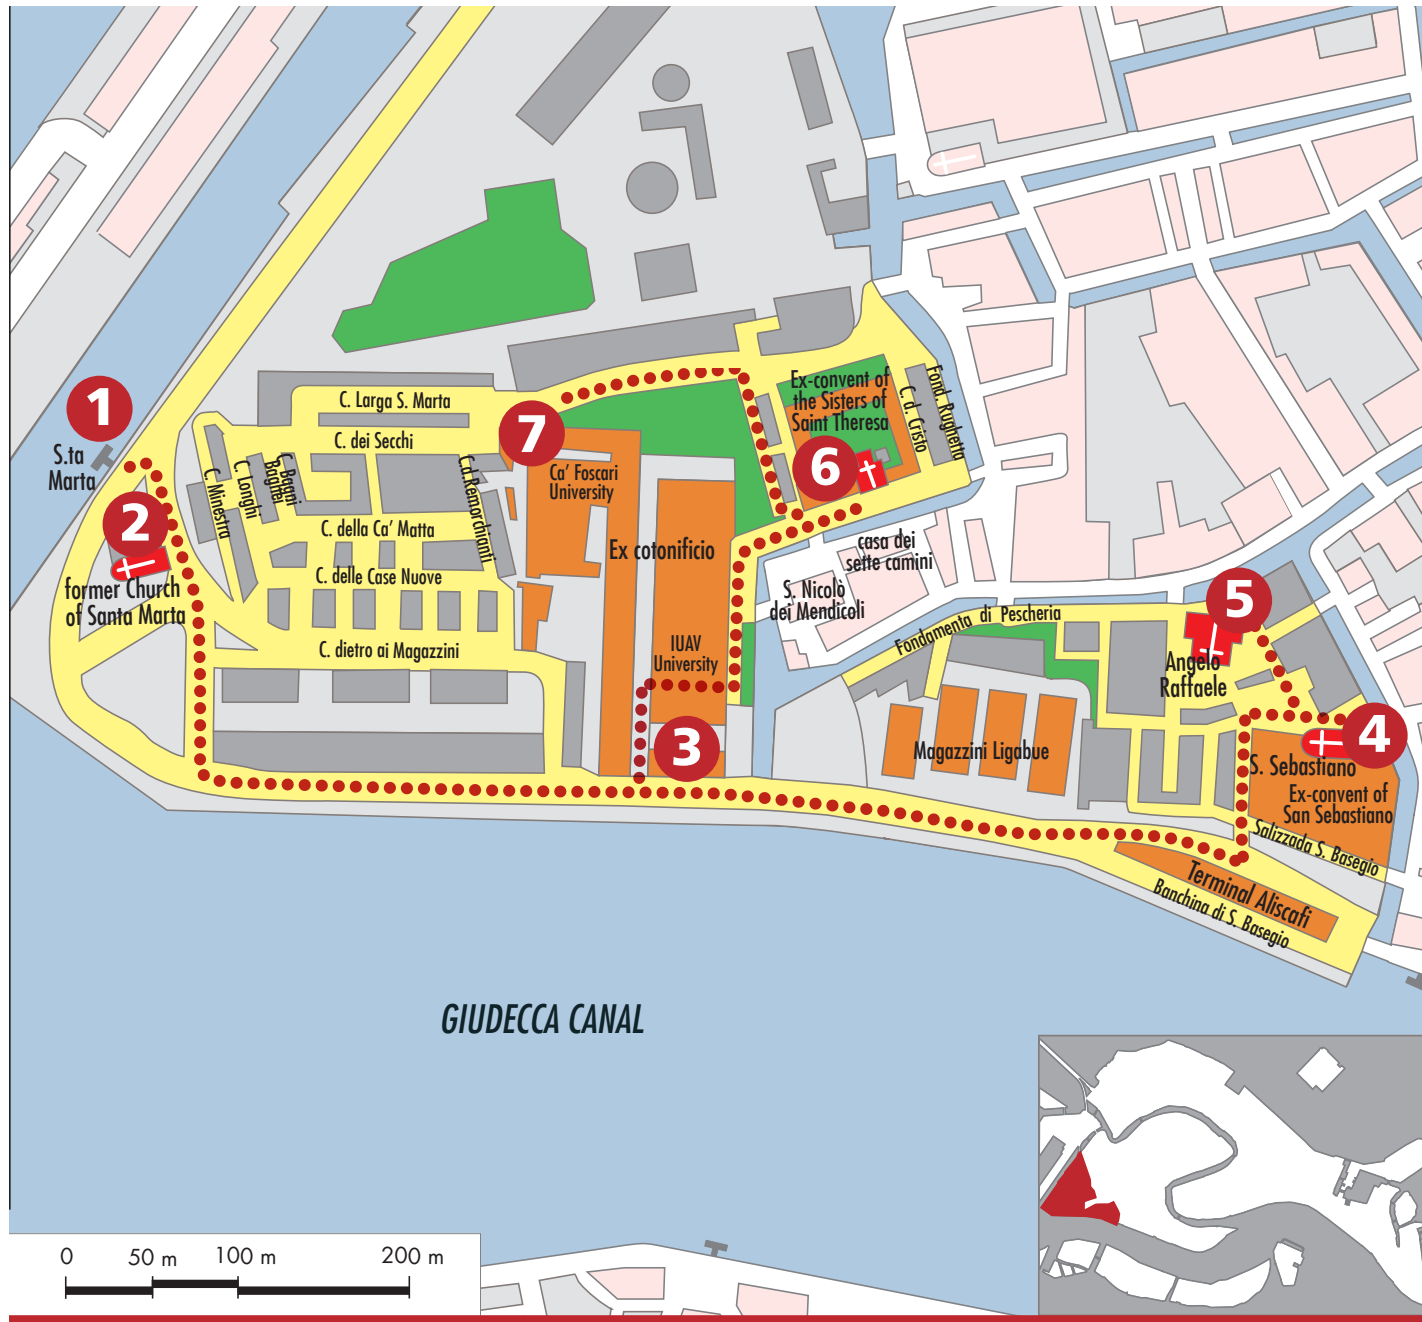 1
S.ta
Marta
2
former Church
of Santa Marta
C. Larga S. Marta
C. dei Secchi
C. Minestra
C. Longhi
C. Bagni
Baghei
C.d.Remorchianti
C. della Ca' Matta
C. delle Case Nuove
C. dietro ai Magazzini
7
Ca' Foscari
University
Ex cotonificio
IUAV
University
3
Ex-convent of
the Sisters of
Saint Theresa
6
C. d. Cristo
Fond. Rughetta
casa dei
sette camini
S. Nicolò
dei Mendicoli
Fondamenta di Pescheria
5
Angelo
Raffaele
4
S. Sebastiano
Ex-convent of
San Sebastiano
Magazzini Ligabue
Salizzada S. Basegio
Terminal Aliscafi
Banchina di S. Basegio
GIUDECCA CANAL
0 50 m 100 m 200 m